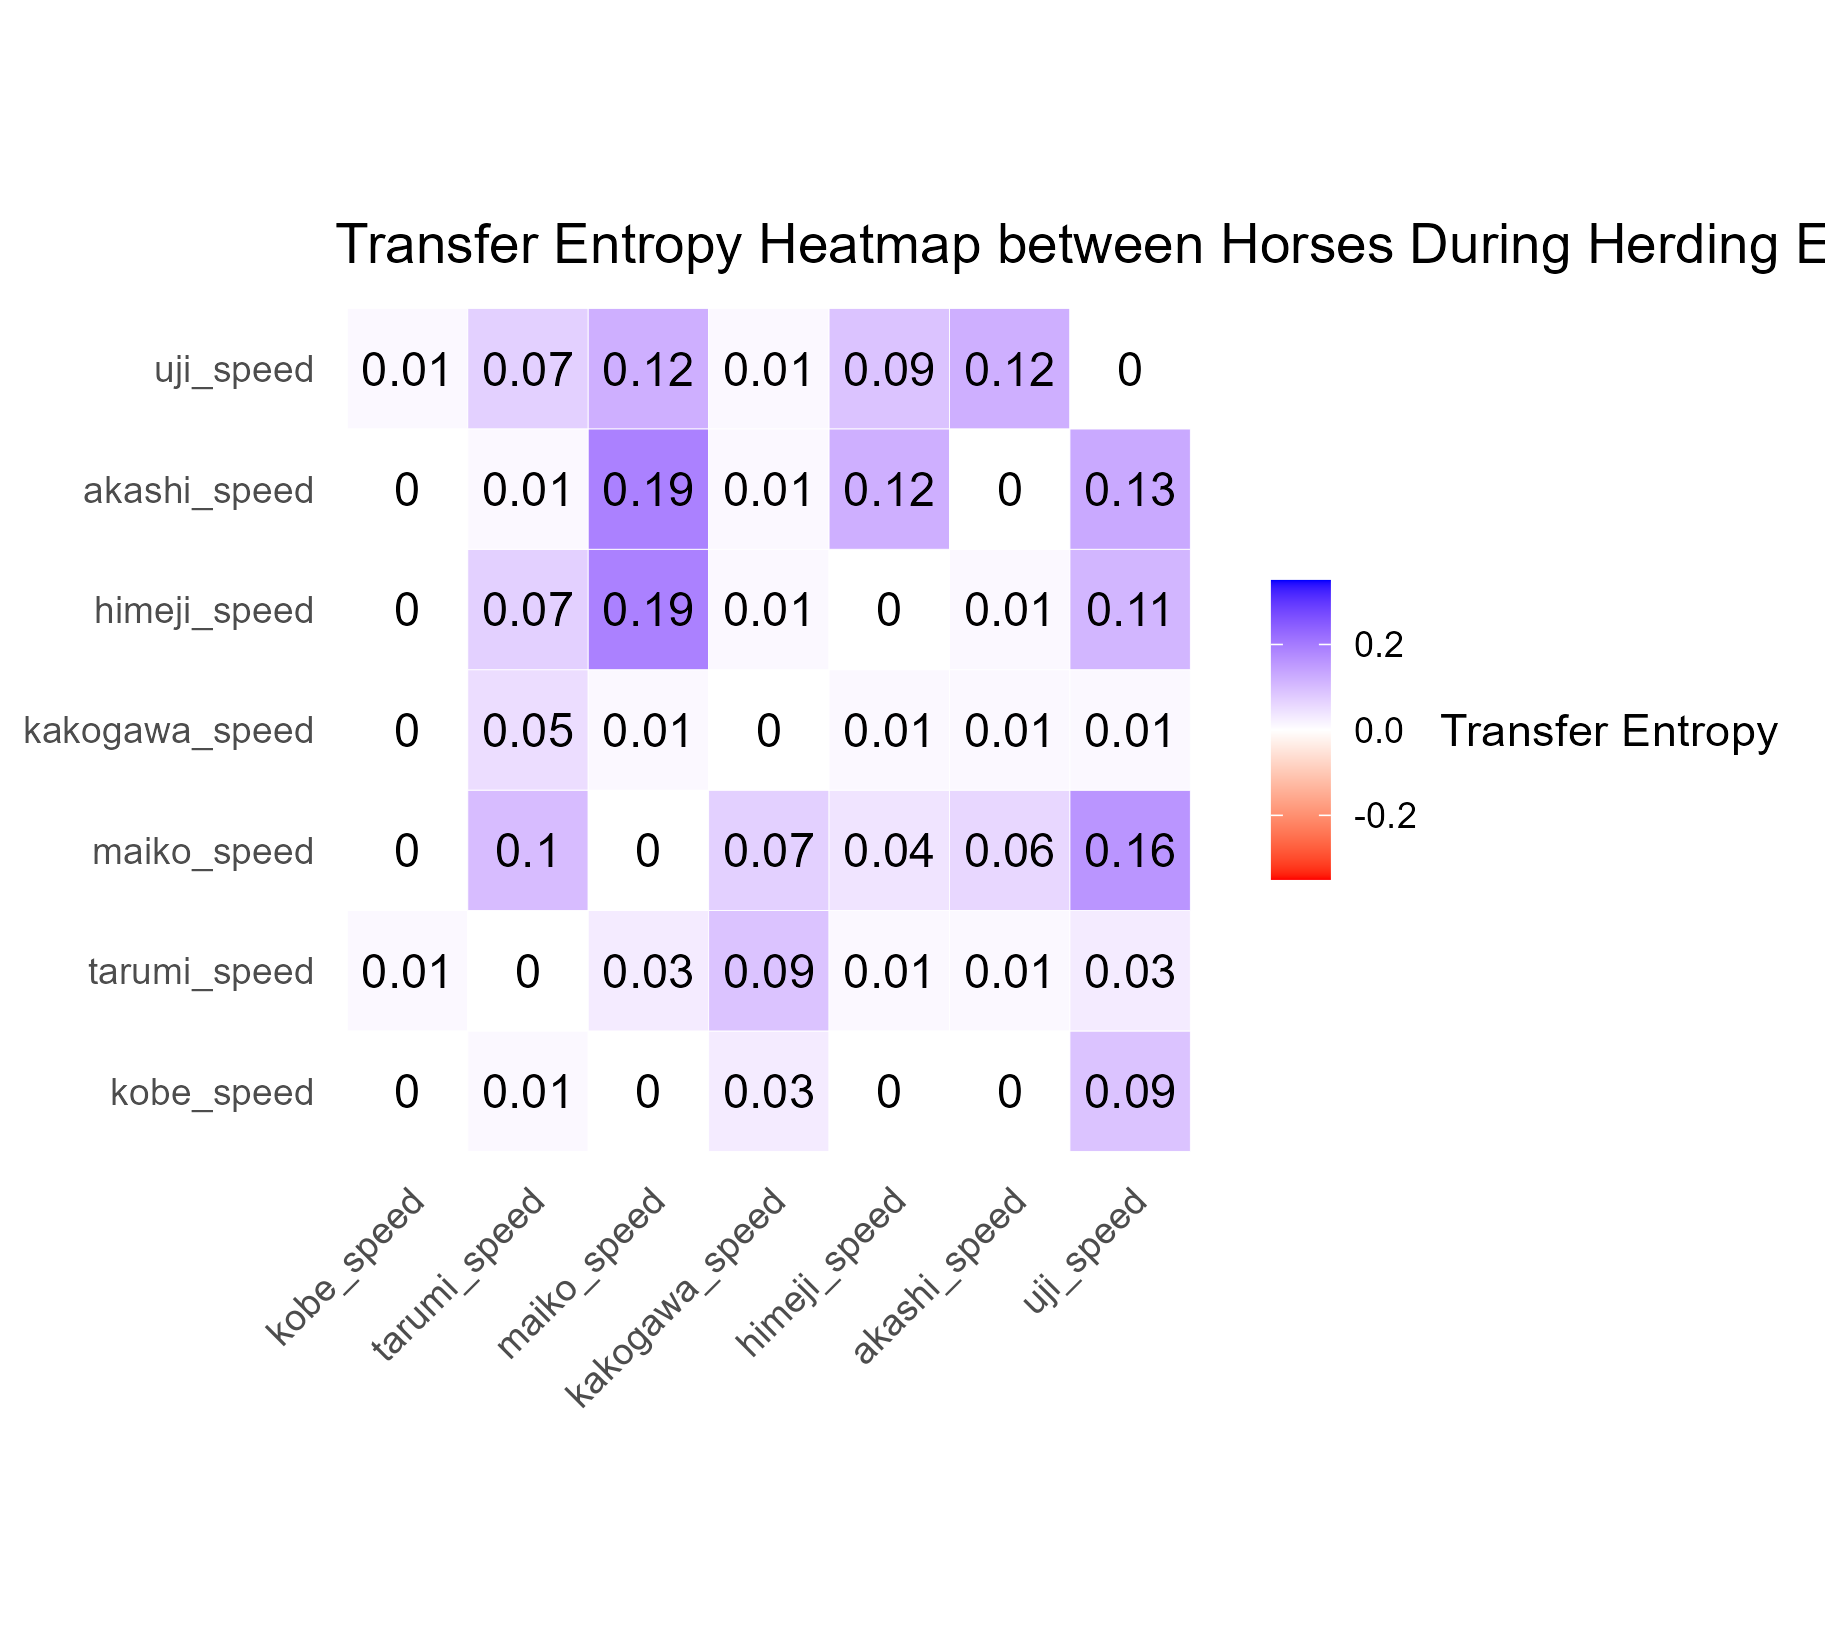 Transfer Entropy Heatmap between Horses During Herding E
uji_speed 0.01 0.07 0.12 0.01 0.09 0.12 0
akashi_speed 0 0.01 0.19 0.01 0.12 0 0.13
himeji_speed 0 0.07 0.19 0.01 0 0.01 0.11
kakogawa_speed 0 0.05 0.01 0 0.01 0.01 0.01
maiko_speed 0 0.1 0 0.07 0.04 0.06 0.16
tarumi_speed 0.01 0 0.03 0.09 0.01 0.01 0.03
kobe_speed 0 0.01 0 0.03 0 0 0.09
kobe_speed
tarumi_speed
maiko_speed
kakogawa_speed
himeji_speed
akashi_speed
uji_speed
0.2
0.0
-0.2
Transfer Entropy